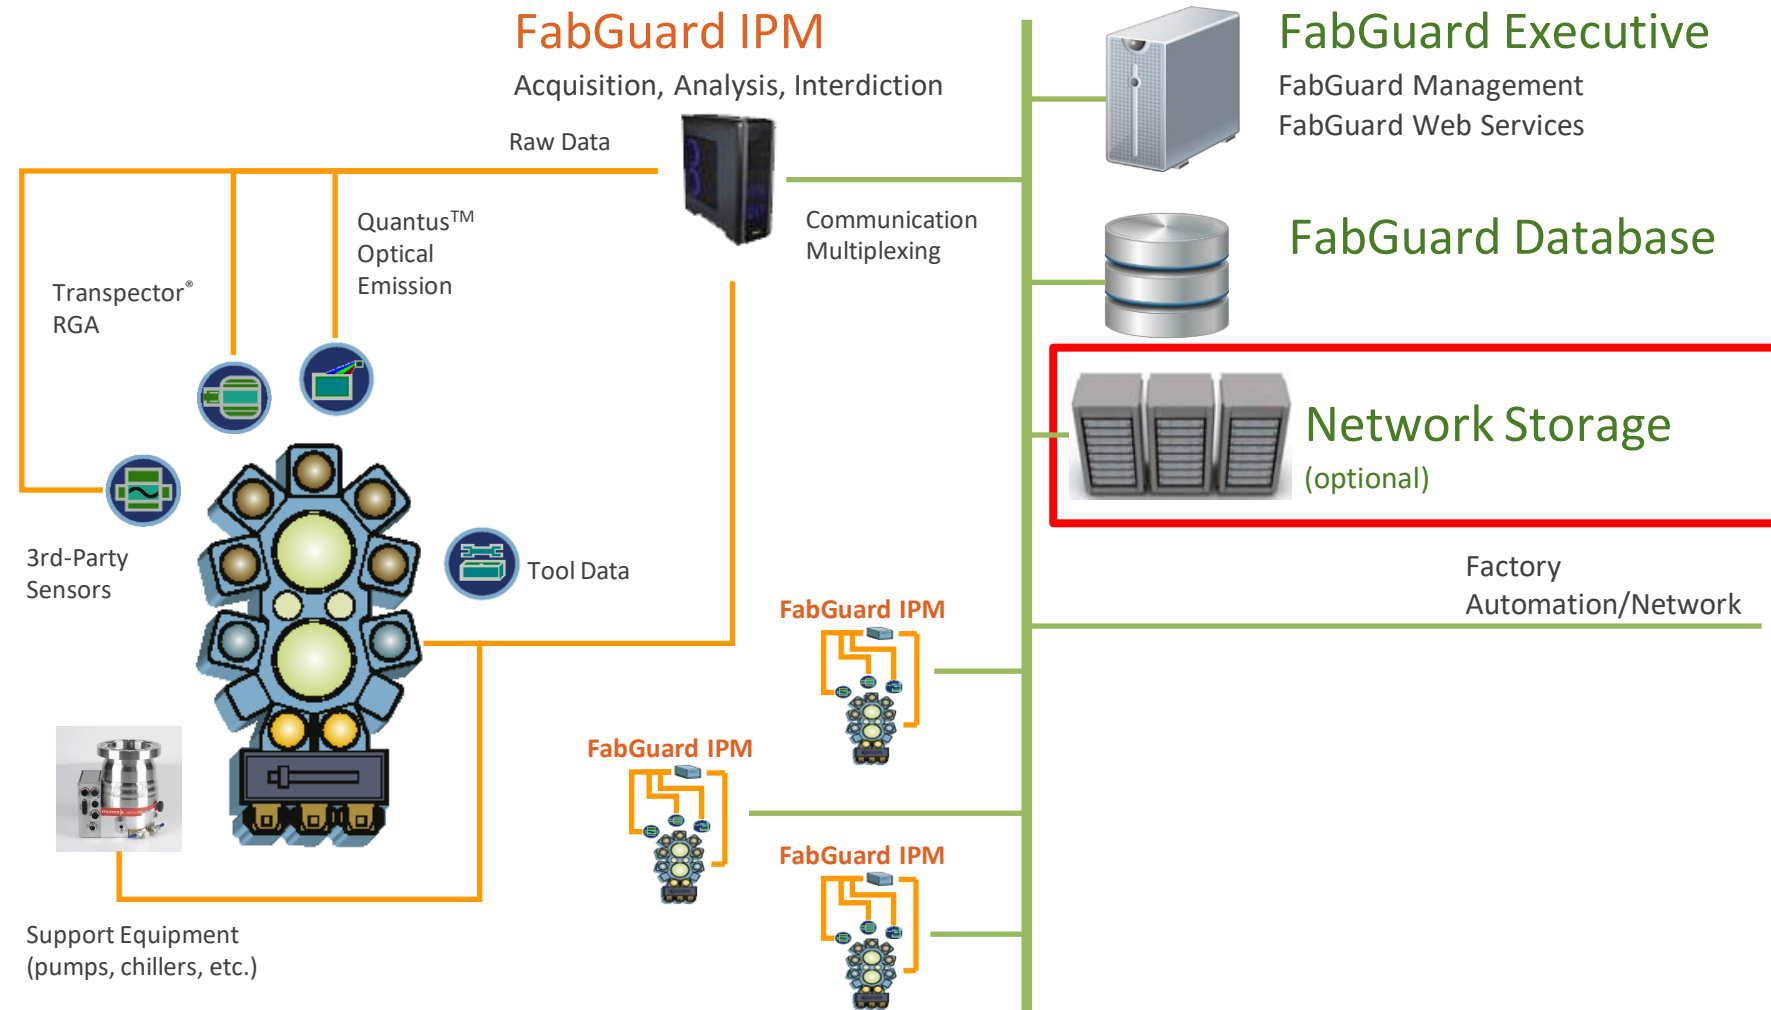 FabGuard IPM
Acquisition, Analysis, Interdiction
Raw Data
Communication
Multiplexing
Quantus™
Optical
Emission
Transpector®
RGA
3rd-Party
Sensors
Tool Data
Support Equipment
(pumps, chillers, etc.)
FabGuard IPM
FabGuard IPM
FabGuard IPM
FabGuard Executive
FabGuard Management
FabGuard Web Services
FabGuard Database
Network Storage
(optional)
Factory
Automation/Network